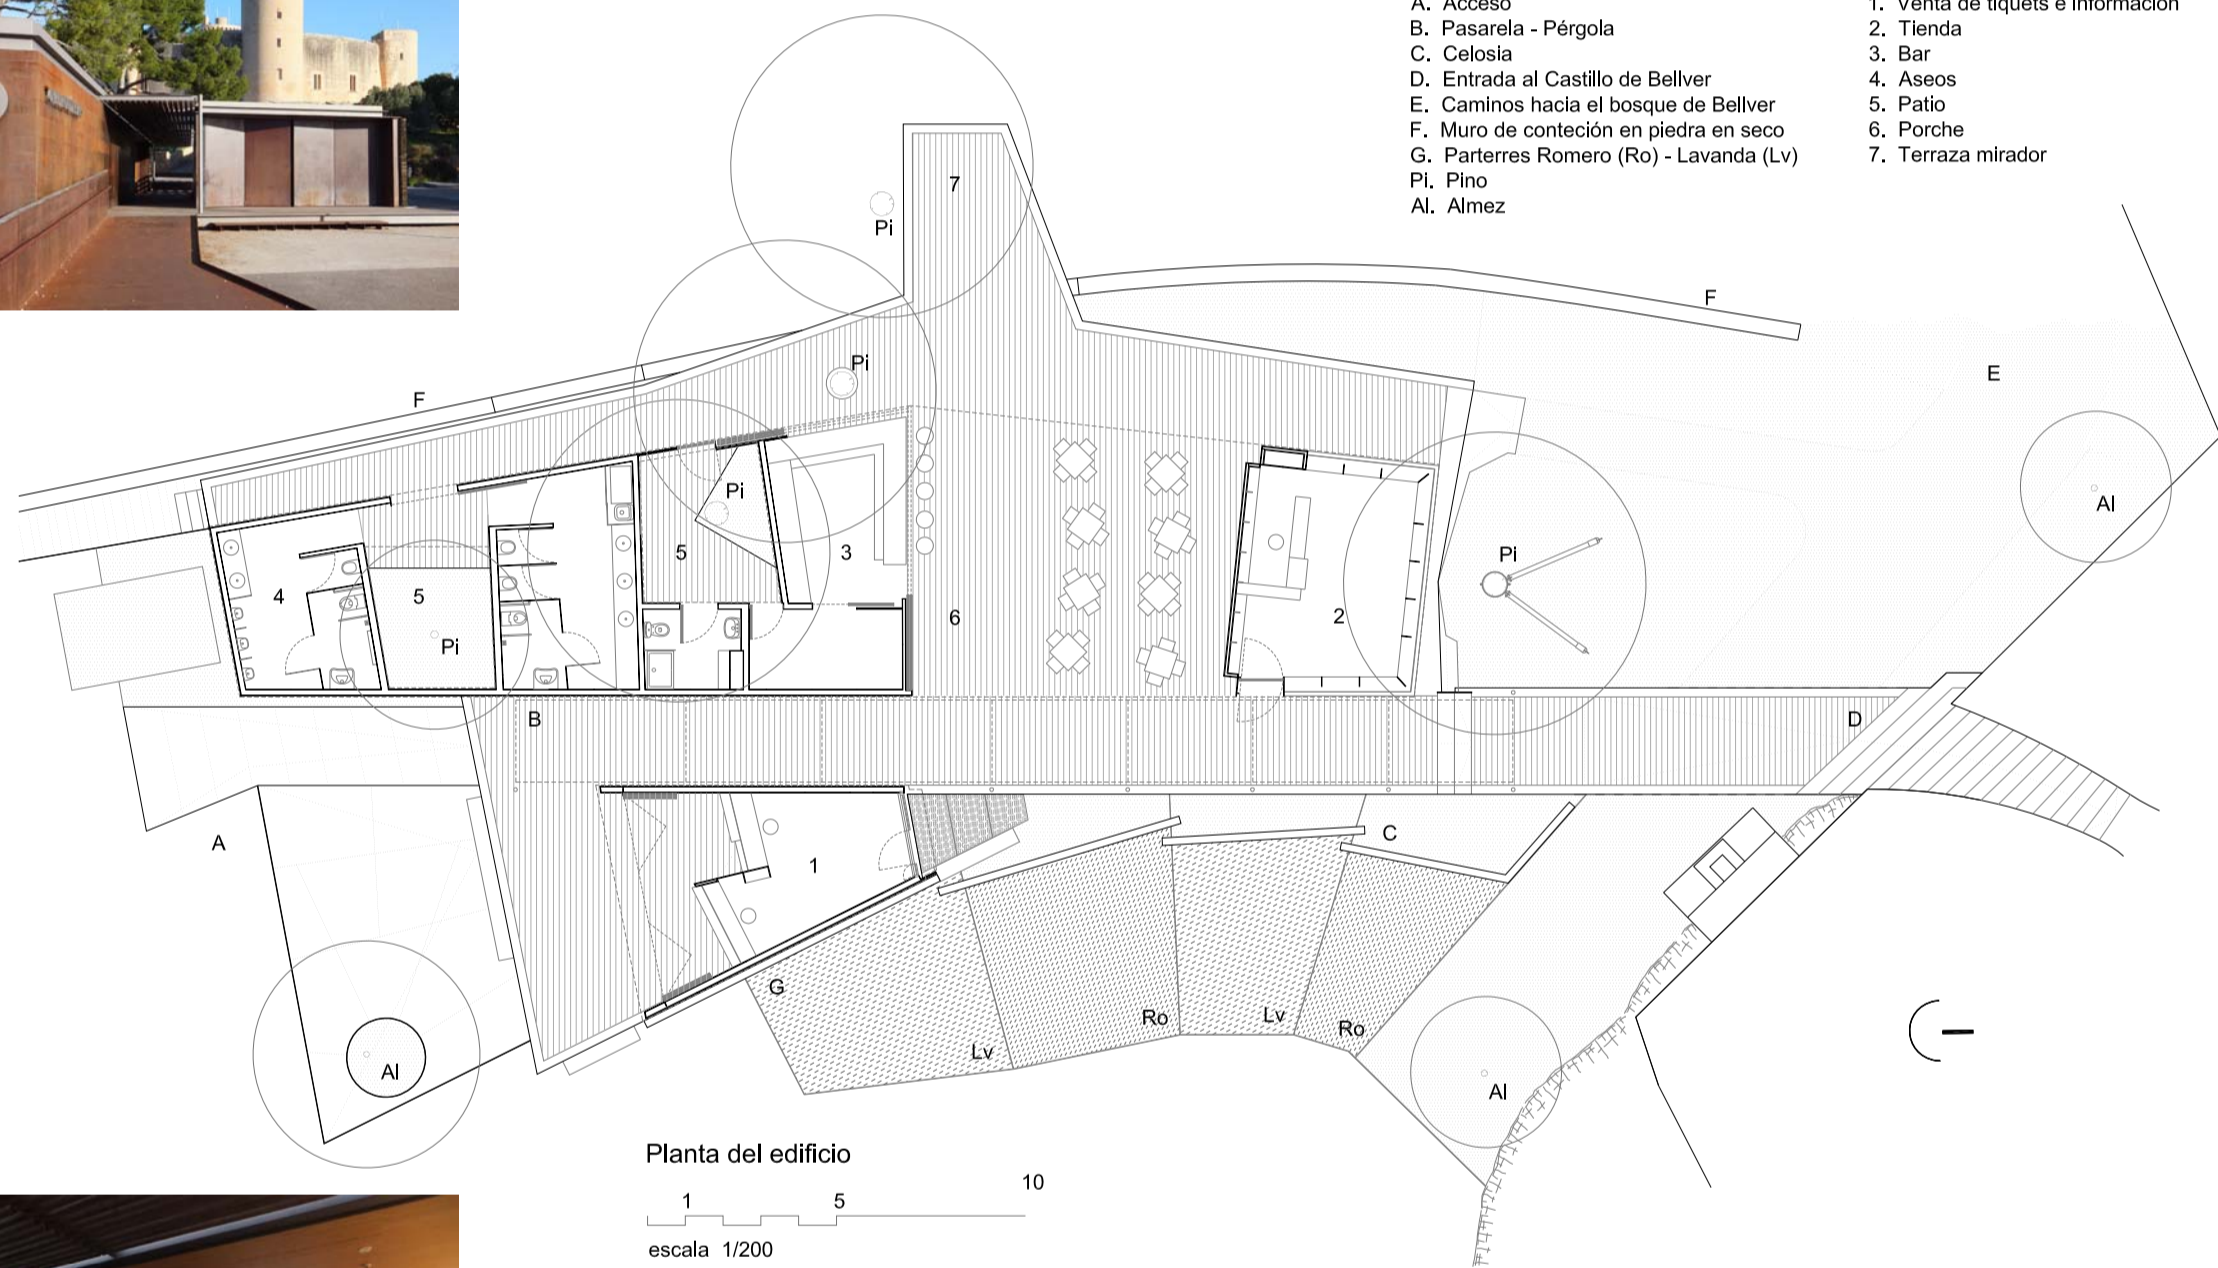 A. Acceso
B. Pasarela - Pérgola
C. Celosia
D. Entrada al Castillo de Bellver
E. Caminos hacia el bosque de Bellver
F. Muro de conteción en piedra en seco
G. Parterres Romero (Ro) - Lavanda (Lv)
Pi. Pino
Al. Almez
1. Venta de tiquets e información
2. Tienda
3. Bar
4. Aseos
5. Patio
6. Porche
7. Terraza mirador
7
Pi
F
Pi
E
F
Pi
Al
5
3
Pi
4
5
6
2
Pi
B
D
A
1
C
G
Ro
Lv
Ro
Lv
Al
Al
Planta del edificio
1 5 10
escala 1/200